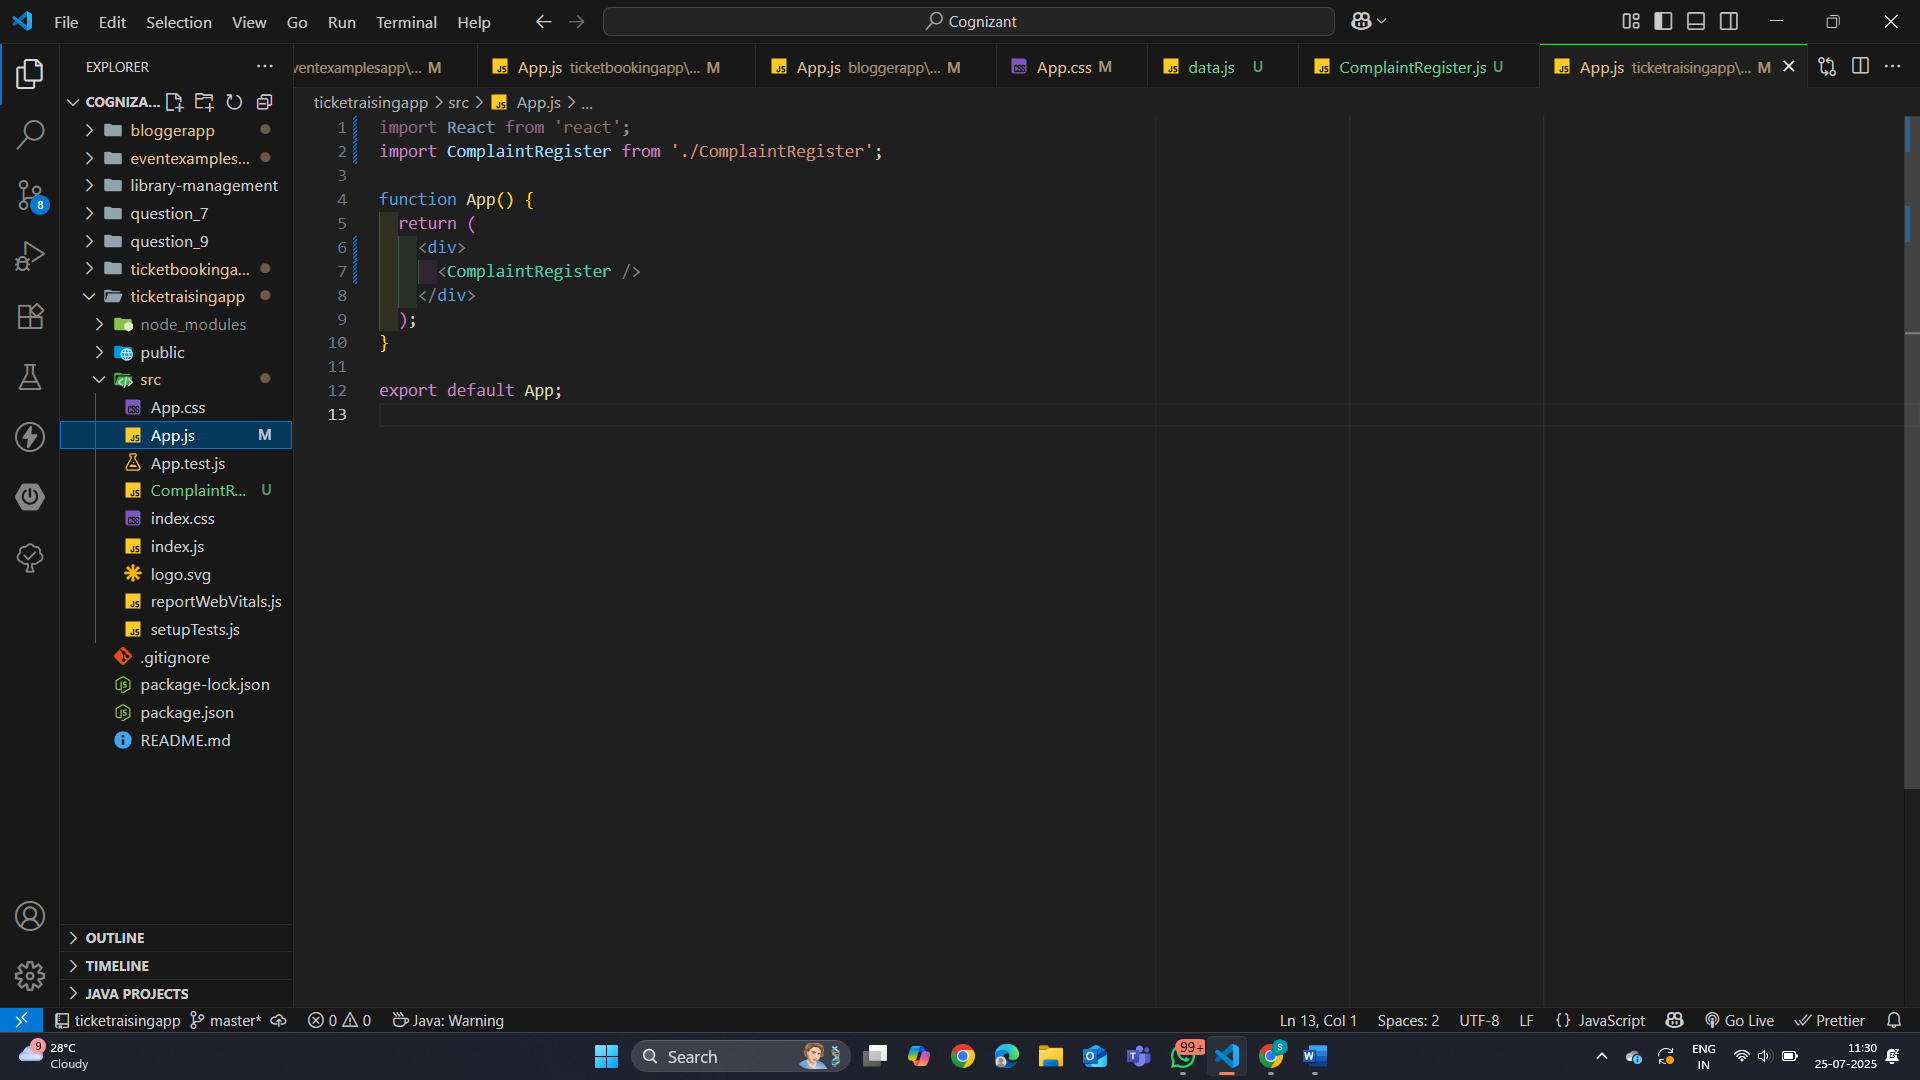 File Edit Selection View Go Run Terminal Help
Cognizant
EXPLORER
ventexamplesapp\... M
App.js ticketbookingapp\... M
App.js bloggerapp\... M
App.css M
data.js U
ComplaintRegister.js U
App.js ticketraisingapp\... M
ticketraisingapp > src > App.js > ...
COGNIZA...
bloggerapp
eventexamples...
library-management
question_7
question_9
ticketbookinga...
ticketraisingapp
node_modules
public
src
App.css
App.js M
App.test.js
ComplaintR... U
index.css
index.js
logo.svg
reportWebVitals.js
setupTests.js
.gitignore
package-lock.json
package.json
README.md
OUTLINE
TIMELINE
JAVA PROJECTS
8
1 import React from 'react';
2 import ComplaintRegister from './ComplaintRegister';
3
4 function App() {
5 return (
6 <div>
7 <ComplaintRegister />
8 </div>
9 );
10 }
11
12 export default App;
13
ticketraisingapp master* 0 0 Java: Warning
Ln 13, Col 1 Spaces: 2 UTF-8 LF {} JavaScript Go Live Prettier
9
28°C
Cloudy
Search
99+
S
ENG
IN
11:30
25-07-2025